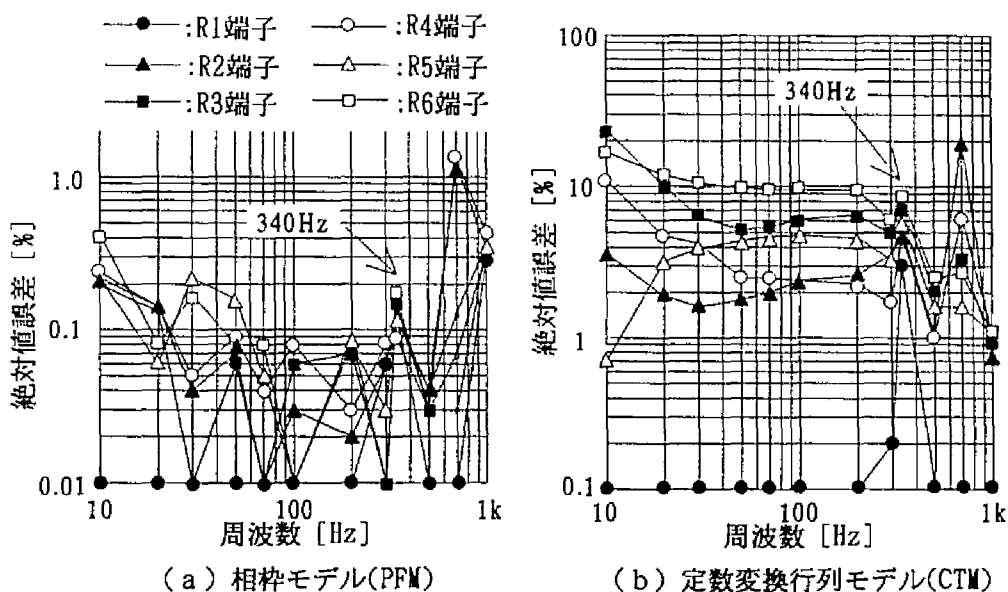 :R1端子 :R4端子
:R2端子 :R5端子
:R3端子 :R6端子
340Hz
絶対値誤差 [%]
1.0
0.1
0.01
10 100 1k
周波数 [Hz]
(a) 相枠モデル(PFM)
340Hz
絶対値誤差 [%]
100
10
1
0.1
10 100 1k
周波数 [Hz]
(b) 定数変換行列モデル(CTM)